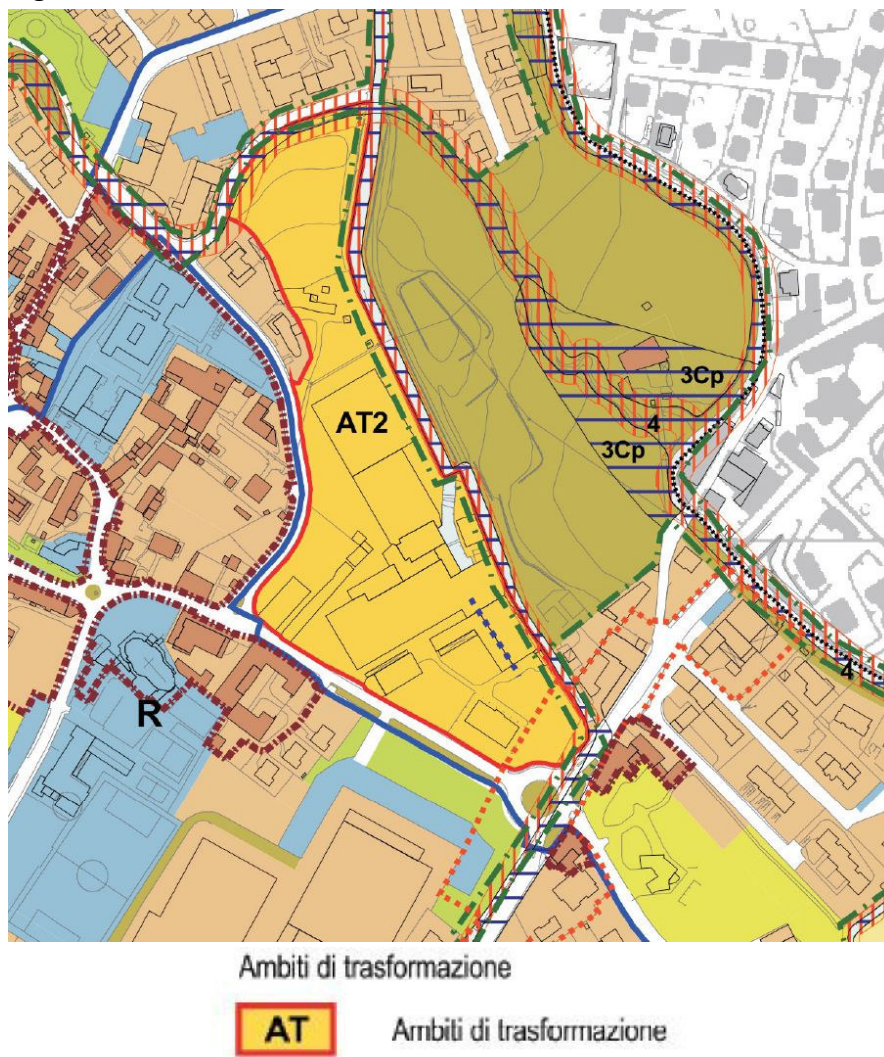 3Cp
4
AT2
3Cp
4
R
Ambiti di trasformazione
AT Ambiti di trasformazione